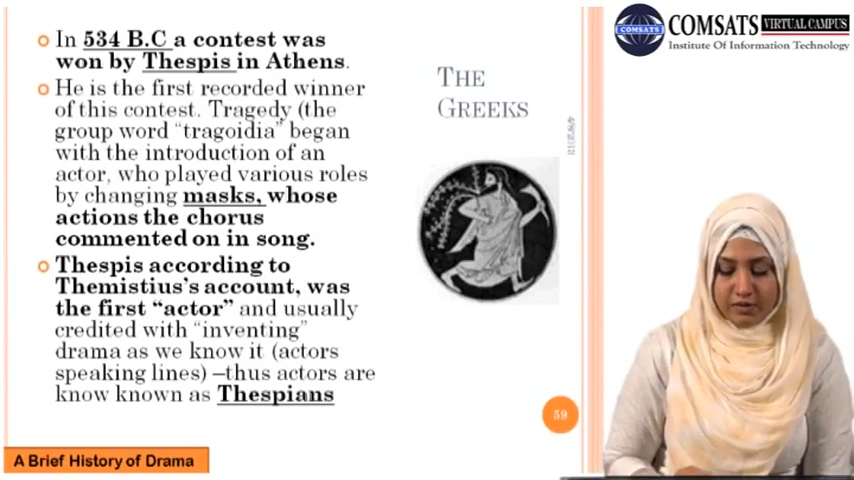 In 534 B.C a contest was
won by Thespis in Athens.
He is the first recorded winner
of this contest. Tragedy (the
group word “tragoidia” began
with the introduction of an
actor, who played various roles
by changing masks, whose
actions the chorus
commented on in song.
Thespis according to
Themistius’s account, was
the first “actor” and usually
credited with “inventing”
drama as we know it (actors
speaking lines) –thus actors are
know known as Thespians
THE
GREEKS
59
A Brief History of Drama
COMSATS
COMSATS VIRTUAL CAMPUS
Institute Of Information Technology